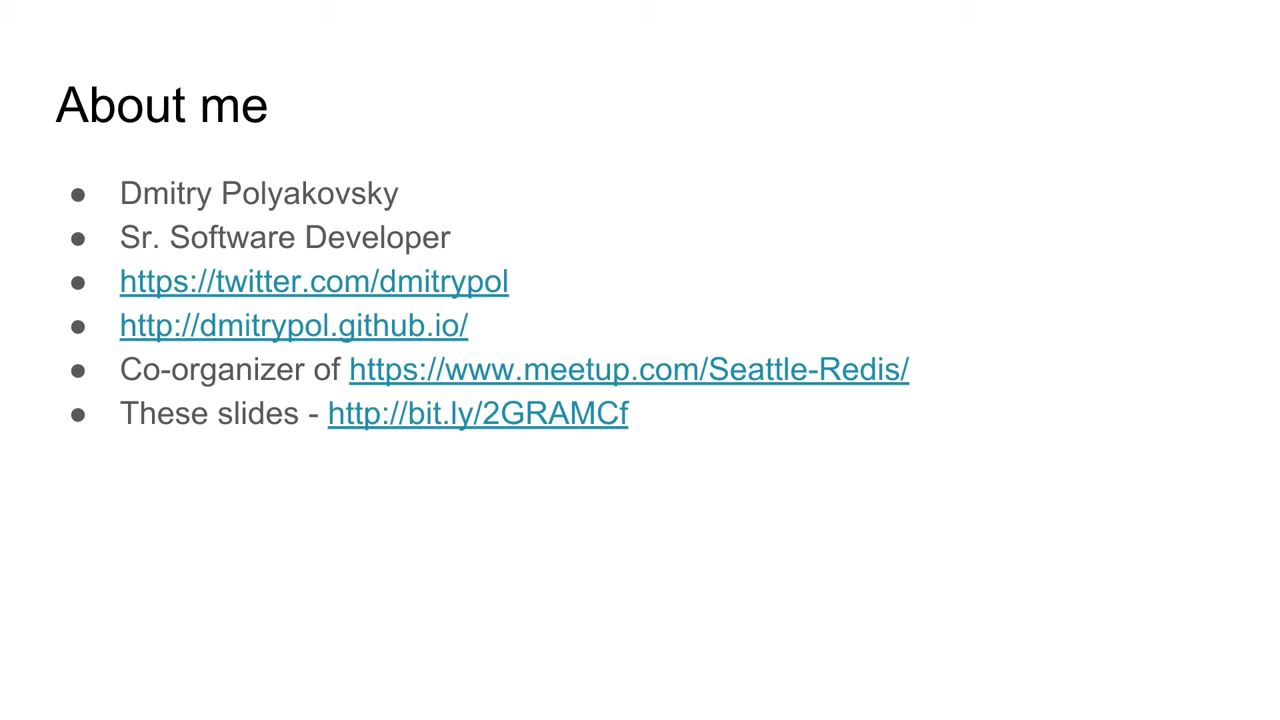 About me
● Dmitry Polyakovsky
● Sr. Software Developer
● https://twitter.com/dmitrypol
● http://dmitrypol.github.io/
● Co-organizer of https://www.meetup.com/Seattle-Redis/
● These slides - http://bit.ly/2GRAMCf